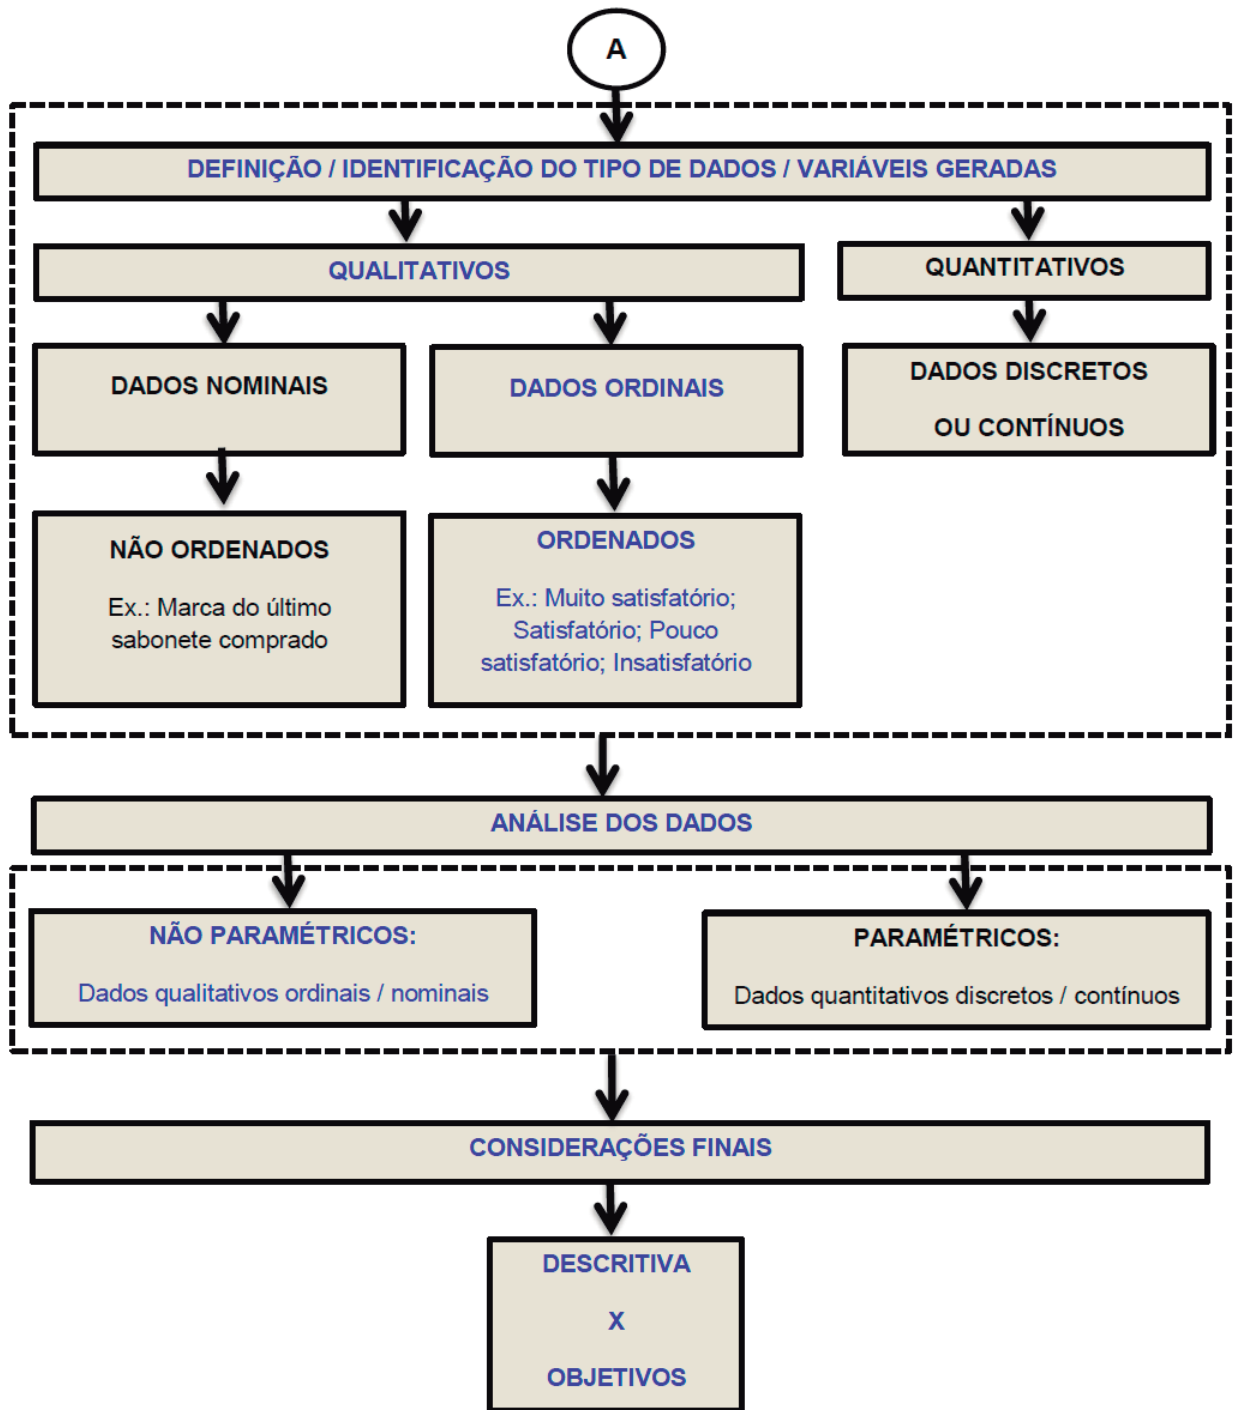 A
DEFINIÇÃO / IDENTIFICAÇÃO DO TIPO DE DADOS / VARIÁVEIS GERADAS
QUALITATIVOS
QUANTITATIVOS
DADOS NOMINAIS
DADOS ORDINAIS
DADOS DISCRETOS
OU CONTÍNUOS
NÃO ORDENADOS
Ex.: Marca do último
sabonete comprado
ORDENADOS
Ex.: Muito satisfatório;
Satisfatório; Pouco
satisfatório; Insatisfatório
ANÁLISE DOS DADOS
NÃO PARAMÉTRICOS:
Dados qualitativos ordinais / nominais
PARAMÉTRICOS:
Dados quantitativos discretos / contínuos
CONSIDERAÇÕES FINAIS
DESCRITIVA
X
OBJETIVOS